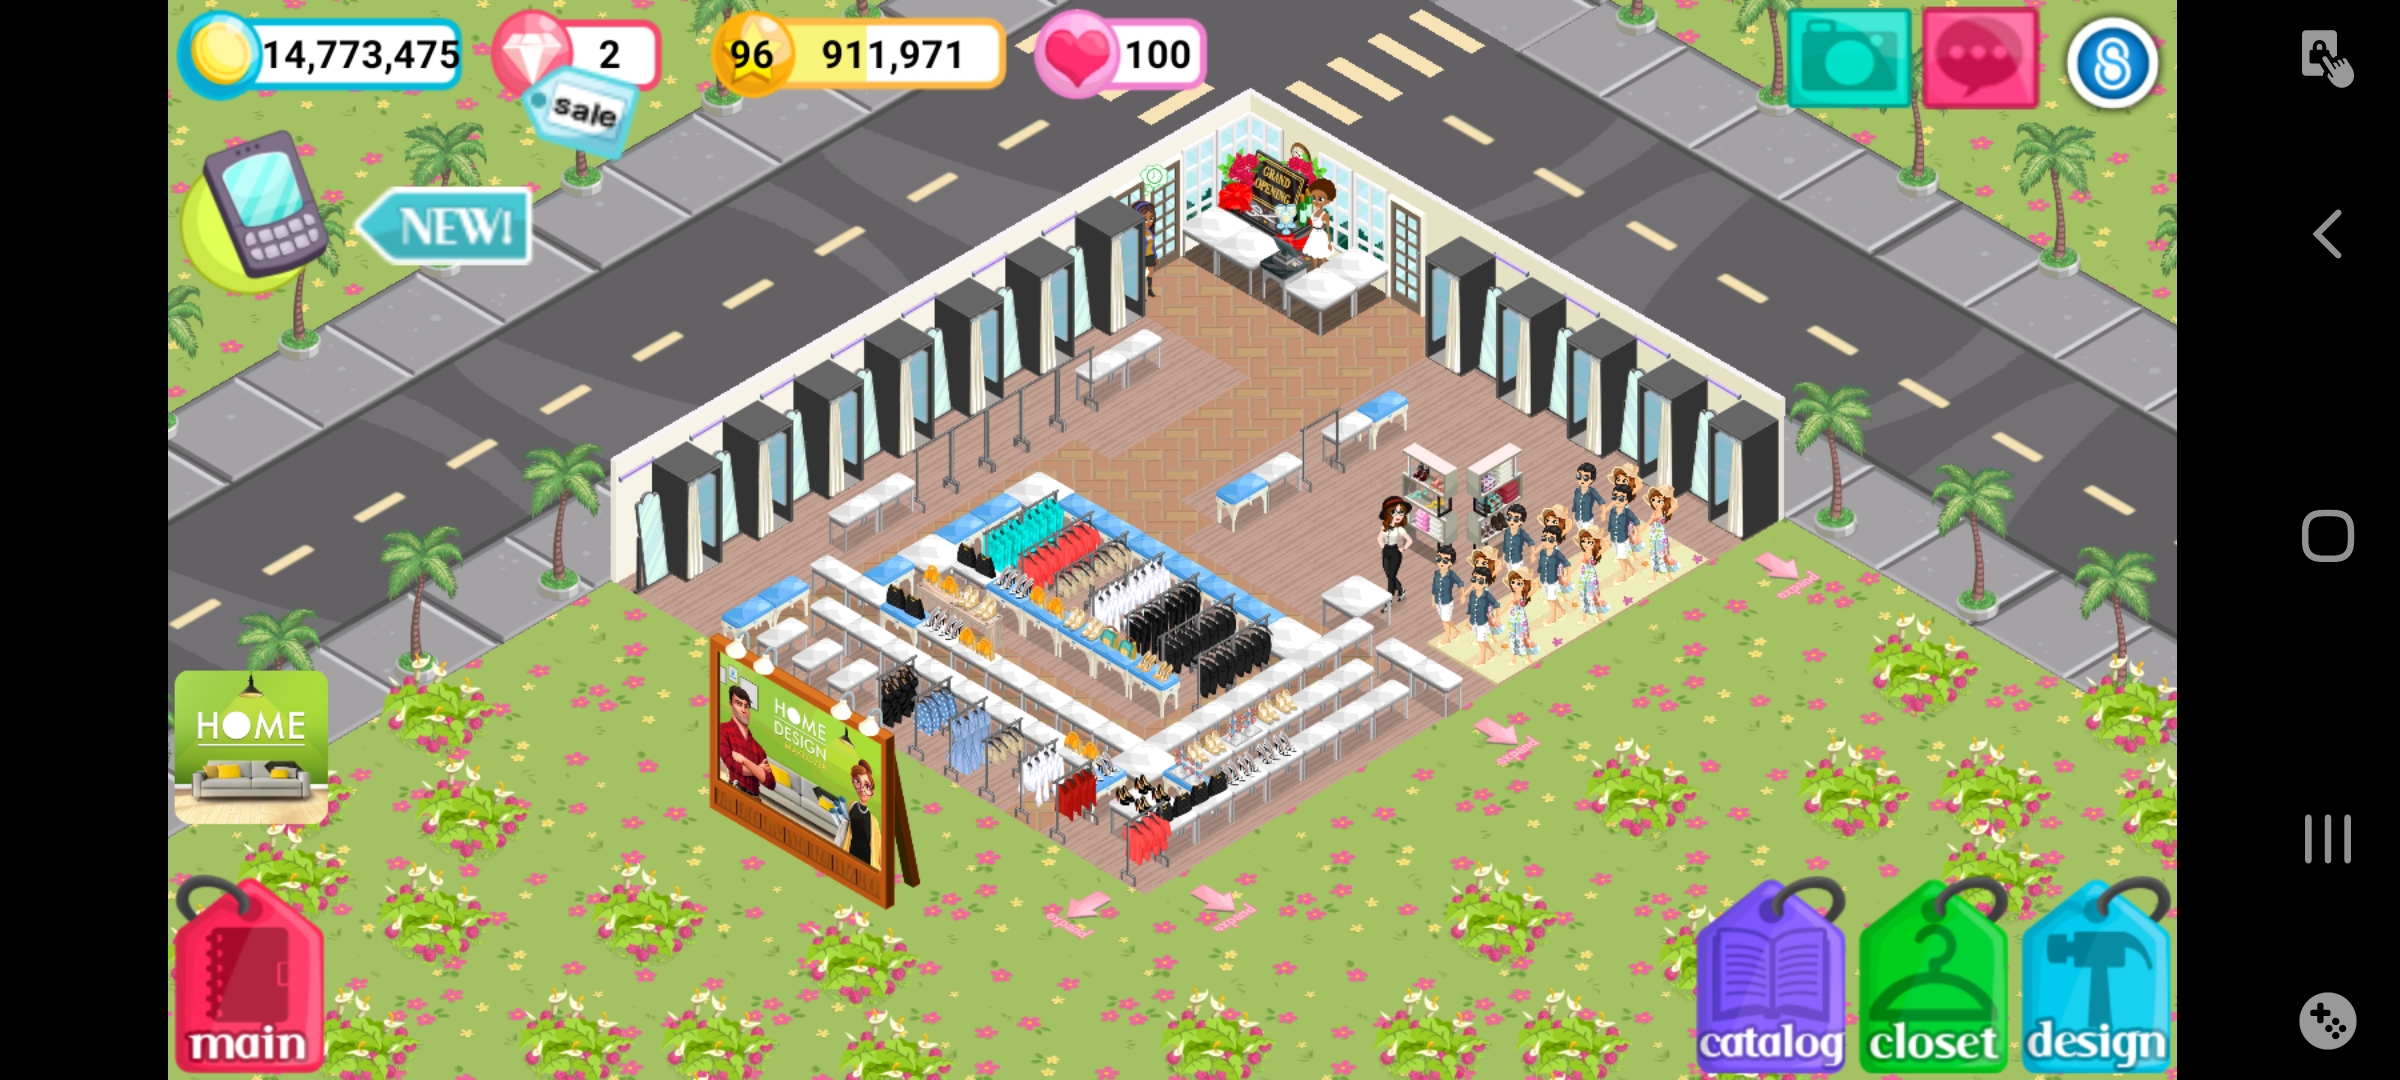 14,773,475
2
96
911,971
100
sale
NEW!
GRAND
OPENING
HOME
HOME
DESIGN
expand
expand
expand
expand
main
catalog
closet
design